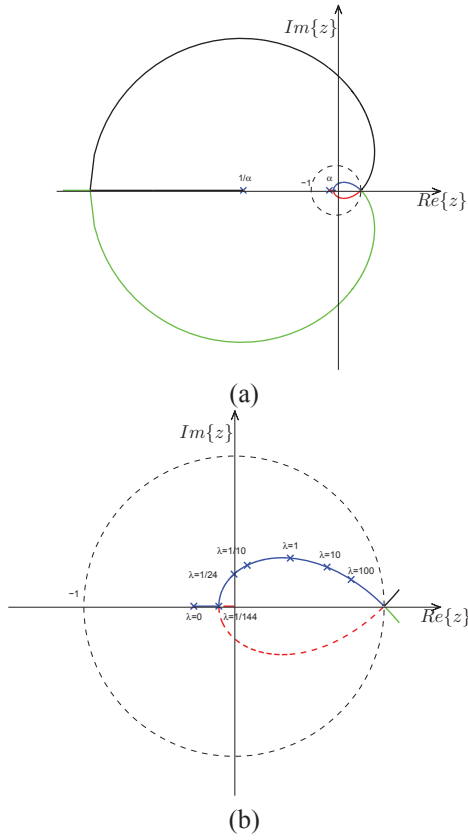 Im{z}
1/α
−1
α
Re{z}
(a)
Im{z}
λ=1/10
λ=1
λ=10
λ=100
λ=1/24
−1
λ=0
λ=1/144
Re{z}
(b)